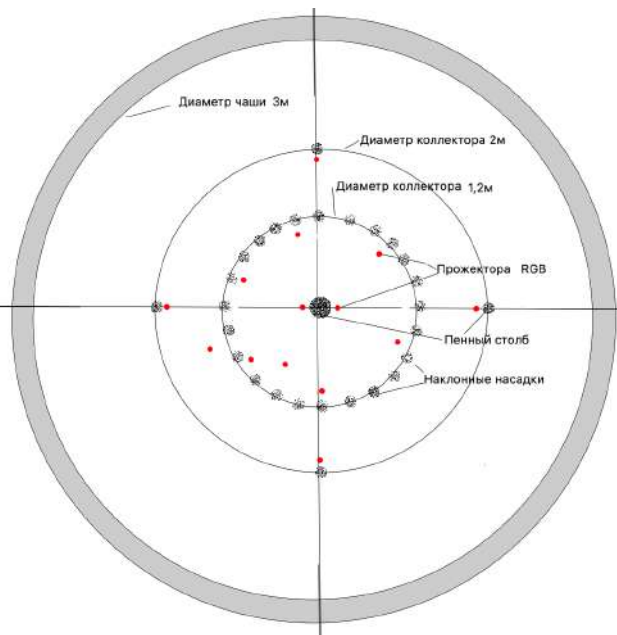 Диаметр чаши 3м
Диаметр коллектора 2м
Диаметр коллектора 1,2м
Прожектора RGB
Пенный столб
Наклонные насадки